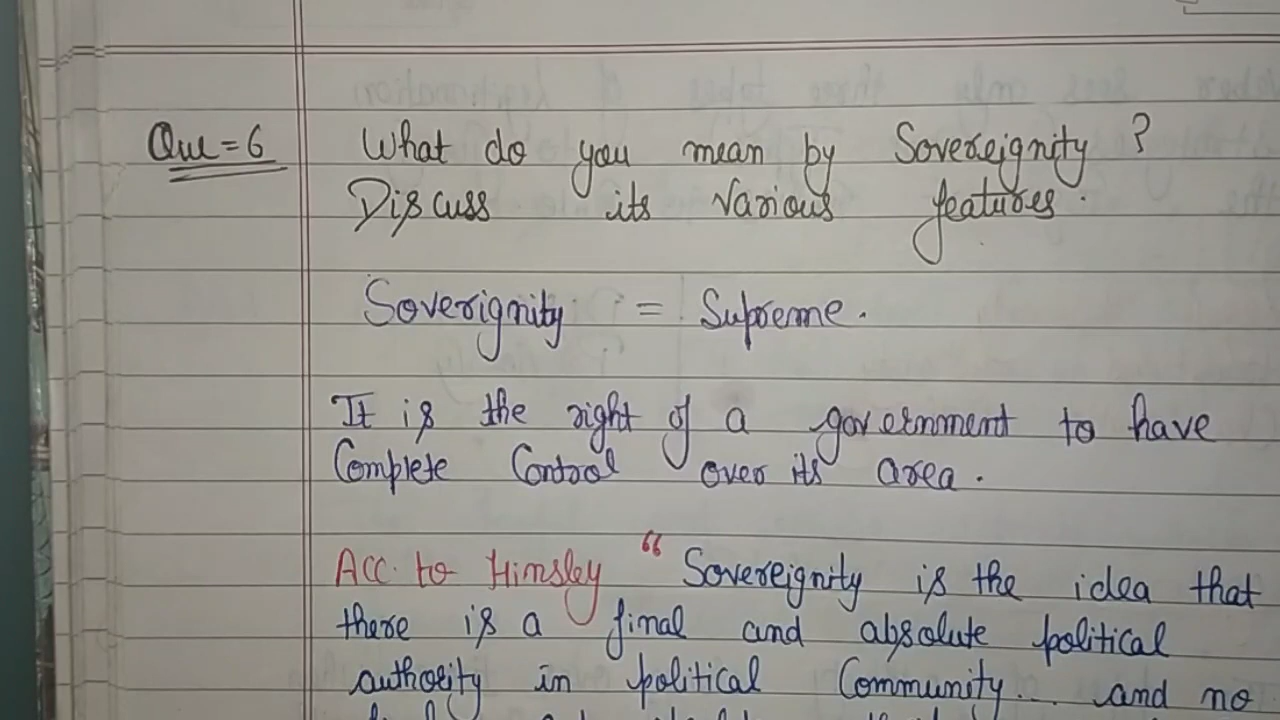 Que = 6 What do you mean by Sovereignity ?
Discuss its various features.
Soverignity = Supreme.
It is the right of a government to have
Complete Control over its area.
Acc. to Himsley "Sovereignity is the idea that
there is a final and absolute political
authority in political Community... and no